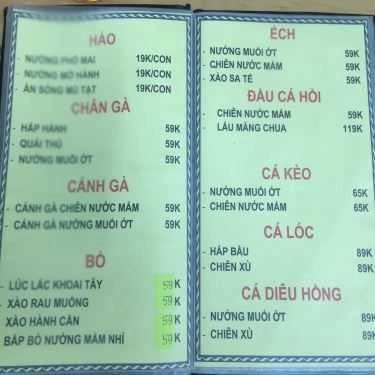 HÀO
- NƯỚNG PHÔ MAI 19K/CON
- NƯỚNG MỠ HÀNH 19K/CON
- ĂN SỐNG MÙ TẠT 19K/CON
CHÂN GÀ
- HẤP HÀNH 59K
- QUÁI THÚ 59K
- NƯỚNG MUỐI ỚT 59K
CÁNH GÀ
- CÁNH GÀ CHIÊN NƯỚC MẮM 59K
- CÁNH GÀ NƯỚNG MUỐI ỚT 59K
BÒ
- LÚC LẮC KHOAI TÂY 59K
- XÀO RAU MUỐNG 59K
XÀO HÀNH CẦN 59K
BẮP BÒ NƯỚNG MẮM NHĨ 59K
ẾCH
- NƯỚNG MUỐI ỚT 59K
- CHIÊN NƯỚC MẮM 59K
- XÀO SA TẾ 59K
ĐẦU CÁ HỒI
- CHIÊN NƯỚC MẮM 59K
- LẨU MĂNG CHUA 119K
CÁ KÈO
- NƯỚNG MUỐI ỚT 65K
- CHIÊN NƯỚC MẮM 65K
CÁ LÓC
- HẤP BẦU 89K
- CHIÊN XÙ 89K
CÁ DIÊU HỒNG
- NƯỚNG MUỐI ỚT 89K
- CHIÊN XÙ 89K